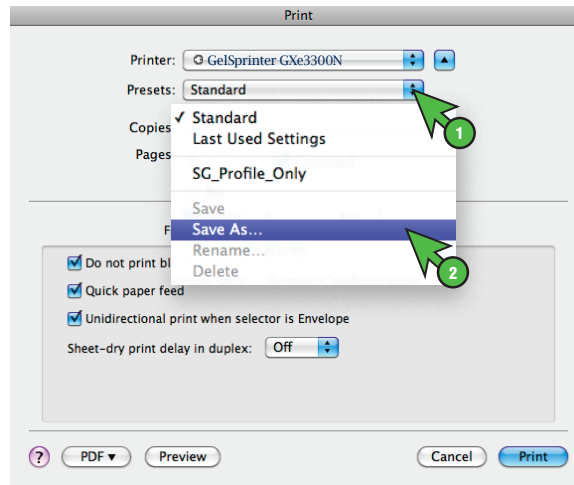 Print
Printer: GelSprinter GXe3300N
Presets: Standard
✓ Standard
Copies
Last Used Settings
Pages
SG_Profile_Only
Save
F
Save As...
Rename...
Do not print bl
Delete
Quick paper feed
Unidirectional print when selector is Envelope
Sheet-dry print delay in duplex: Off
? PDF▼ Preview Cancel Print
1
2